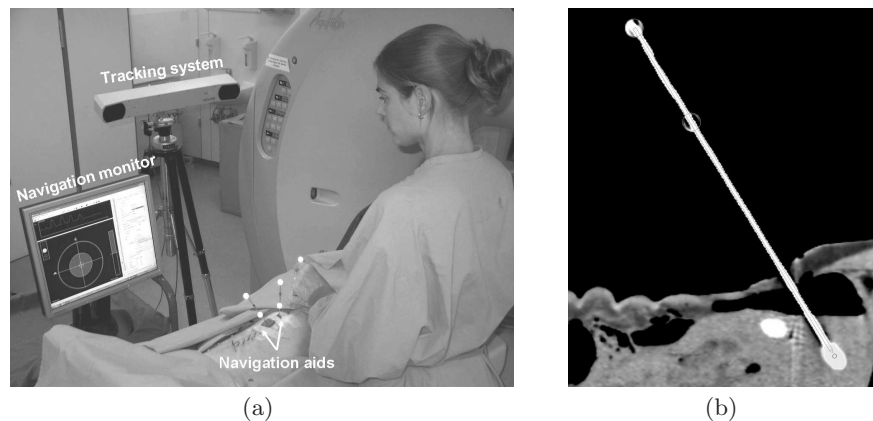 Tracking system
Navigation monitor
Navigation aids
(a)
(b)